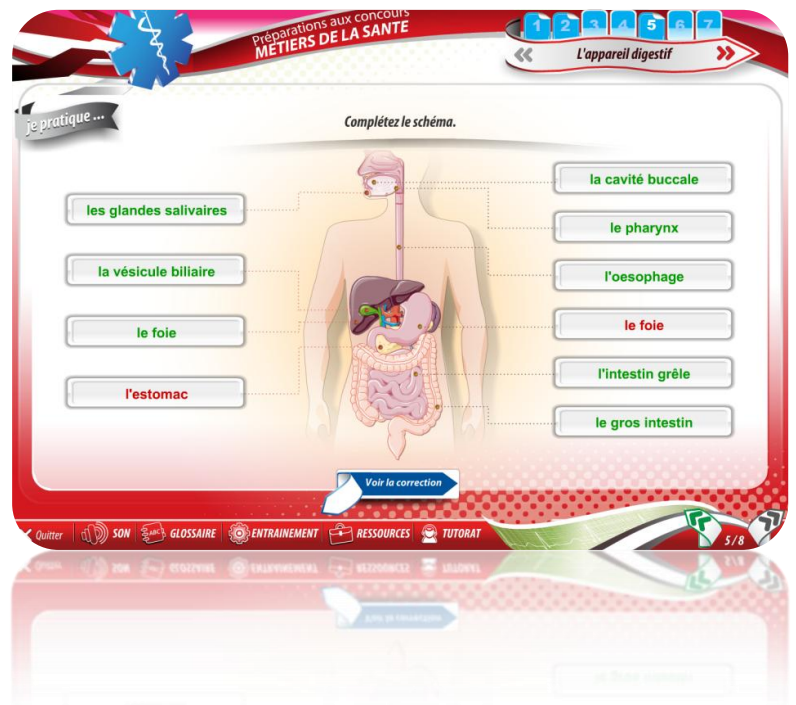 Préparations aux concours
MÉTIERS DE LA SANTE
1 2 3 4 5 6 7
L'appareil digestif
je pratique ...
Complétez le schéma.
les glandes salivaires
la vésicule biliaire
le foie
l'estomac
la cavité buccale
le pharynx
l'oesophage
le foie
l'intestin grêle
le gros intestin
Voir la correction
Quitter
SON
ABC
GLOSSAIRE
ENTRAINEMENT
RESSOURCES
TUTORAT
5/8